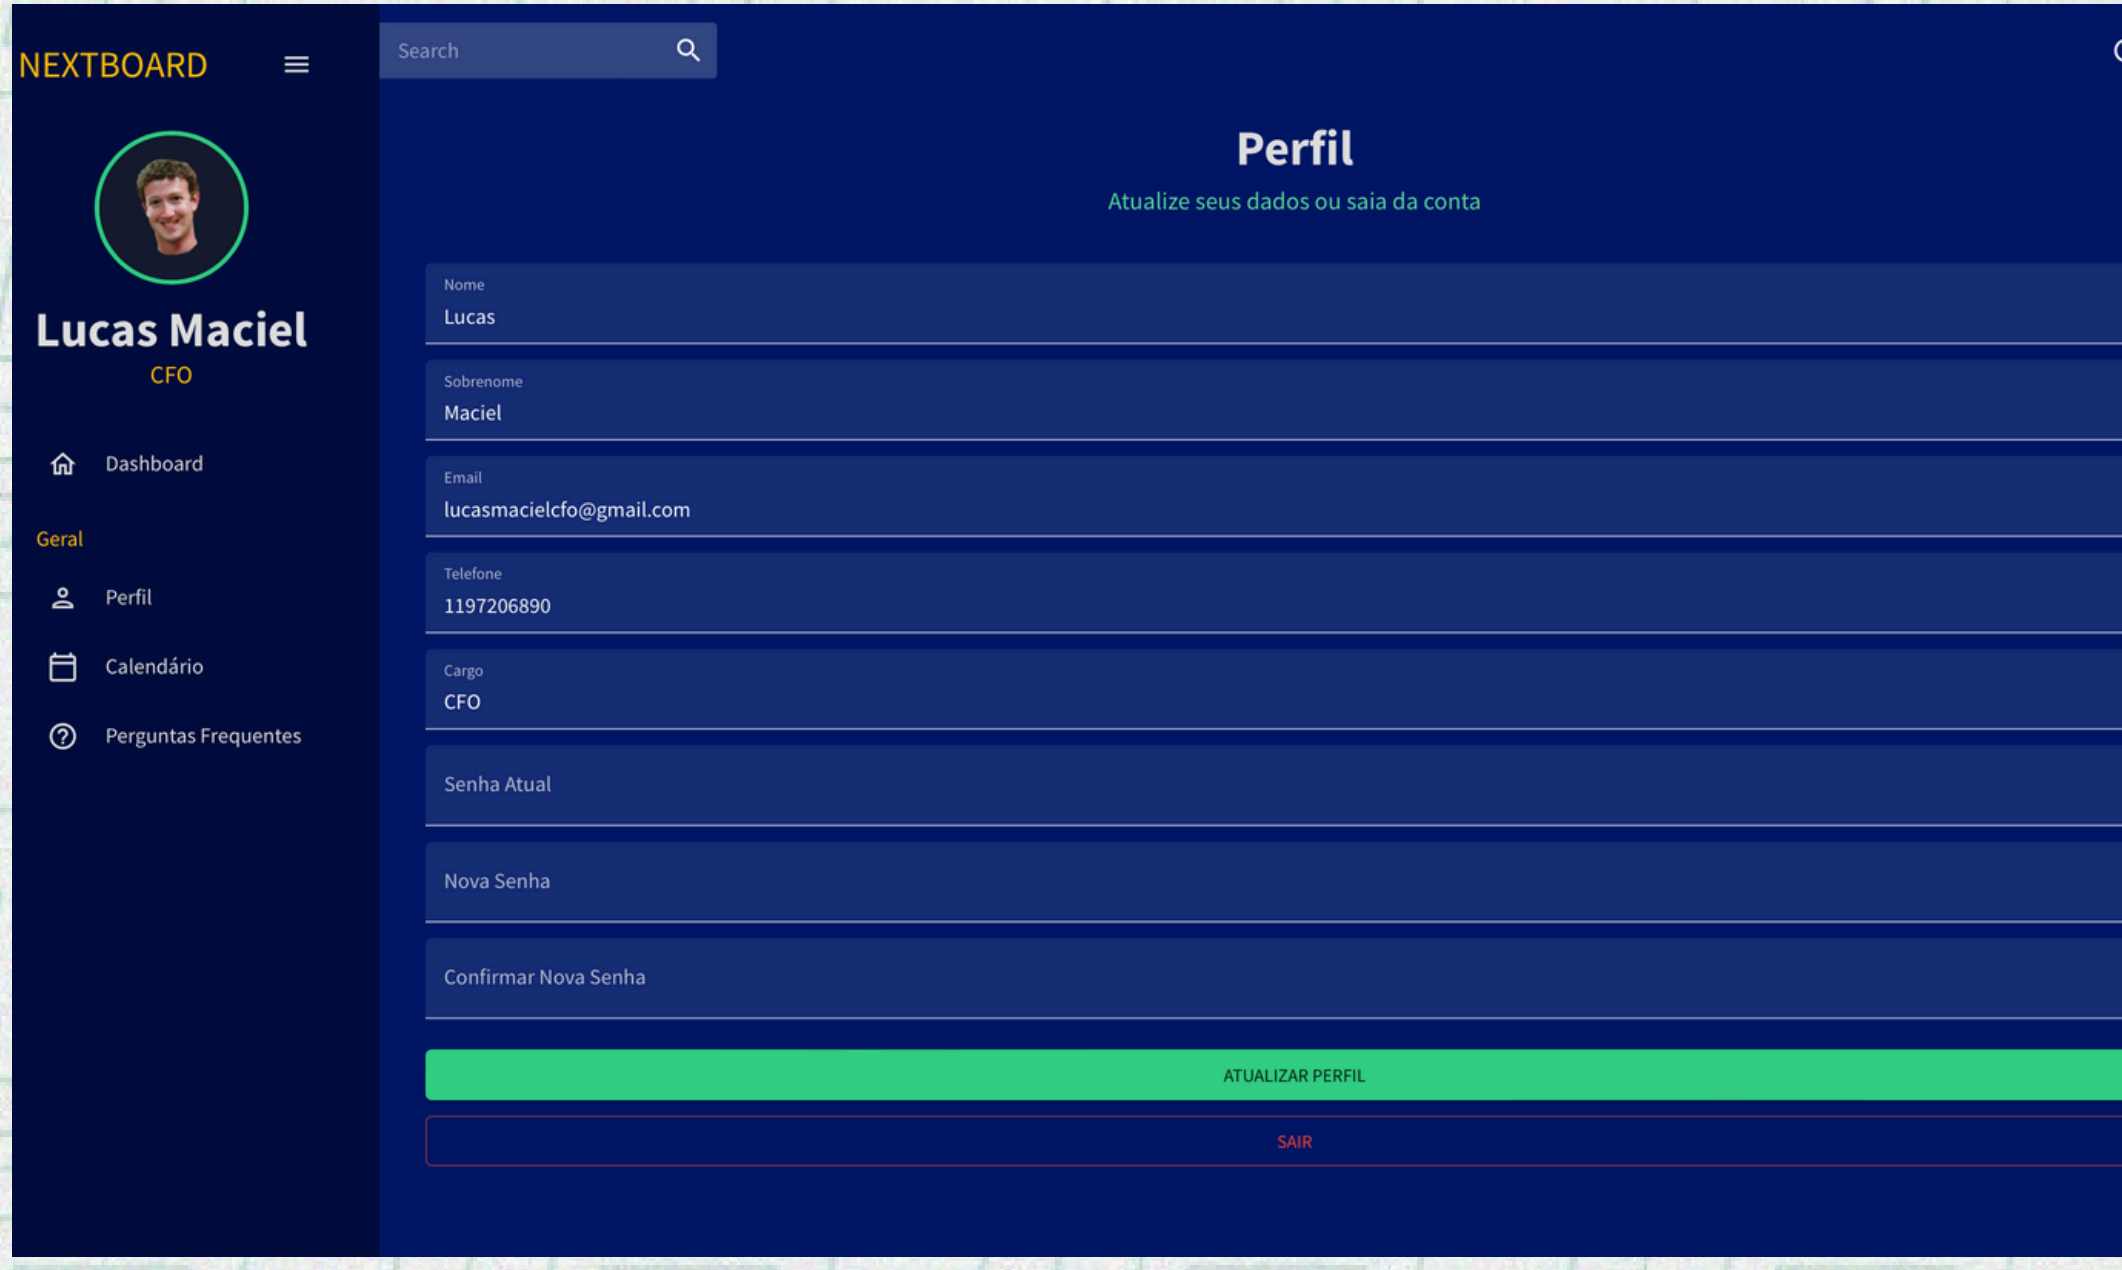 NEXTBOARD
Search
Lucas Maciel
CFO
Dashboard
Geral
Perfil
Calendário
Perguntas Frequentes
Perfil
Atualize seus dados ou saia da conta
Nome
Lucas
Sobrenome
Maciel
Email
lucasmacielcfo@gmail.com
Telefone
1197206890
Cargo
CFO
Senha Atual
Nova Senha
Confirmar Nova Senha
ATUALIZAR PERFIL
SAIR